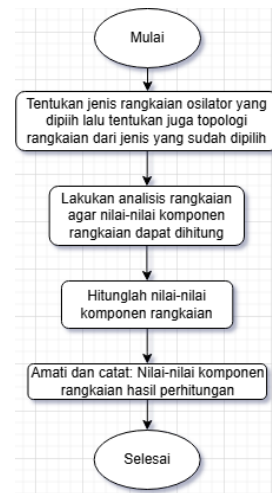 Mulai
Tentukan jenis rangkaian osilator yang
dipiih lalu tentukan juga topologi
rangkaian dari jenis yang sudah dipilih
Lakukan analisis rangkaian
agar nilai-nilai komponen
rangkaian dapat dihitung
Hitunglah nilai-nilai
komponen rangkaian
Amati dan catat: Nilai-nilai komponen
rangkaian hasil perhitungan
Selesai